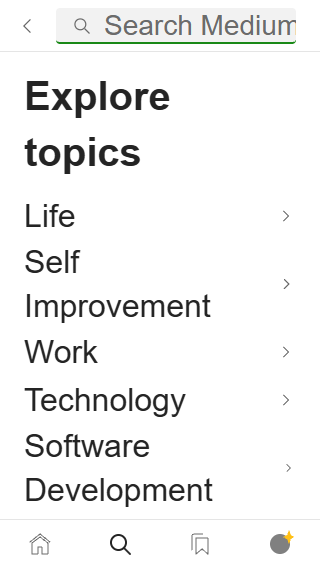 Search Medium
Explore
topics
Life
Self
Improvement
Work
Technology
Software
Development